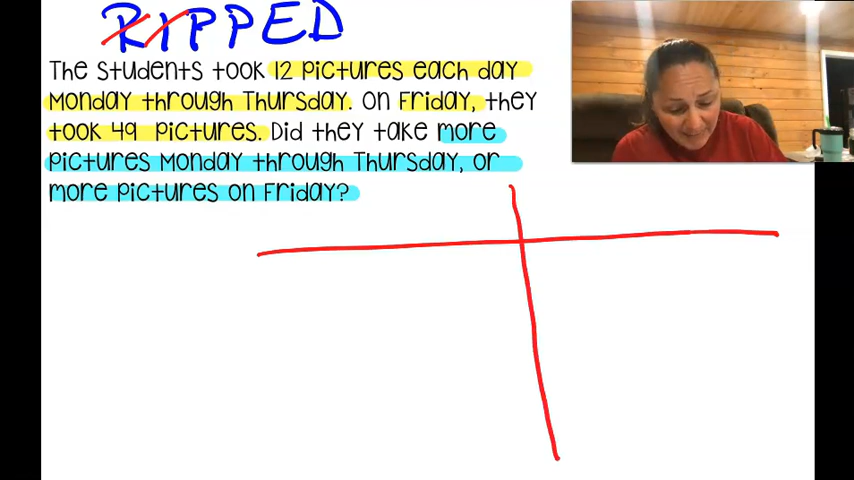 RIPPED
The students took 12 pictures each day
Monday through Thursday. On Friday, they
took 49 pictures. Did they take more
pictures Monday through Thursday, or
more pictures on Friday?